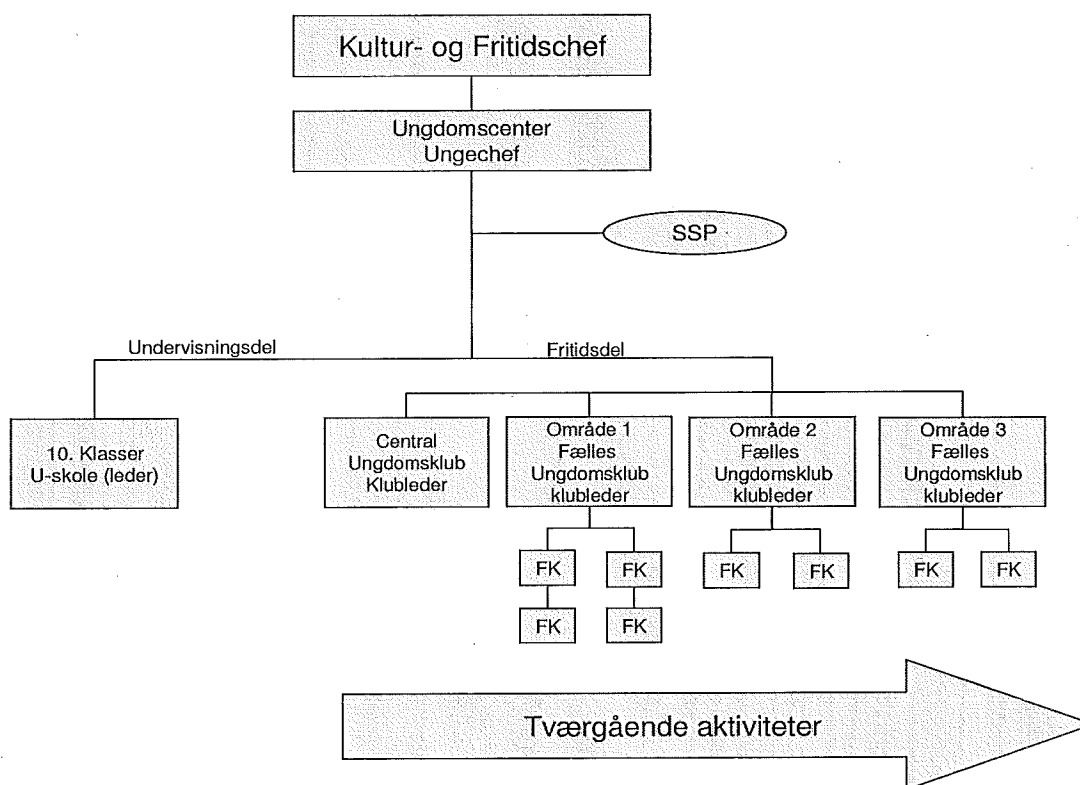 Kultur- og Fritidschef
Ungdomscenter
Ungechef
SSP
Undervisningsdel
Fritidsdel
10. Klasser
U-skole (leder)
Central
Ungdomsklub
Klubleder
Område 1
Fælles
Ungdomsklub
klubleder
Område 2
Fælles
Ungdomsklub
klubleder
Område 3
Fælles
Ungdomsklub
klubleder
FK
FK
FK
FK
FK
FK
FK
FK
Tværgående aktiviteter